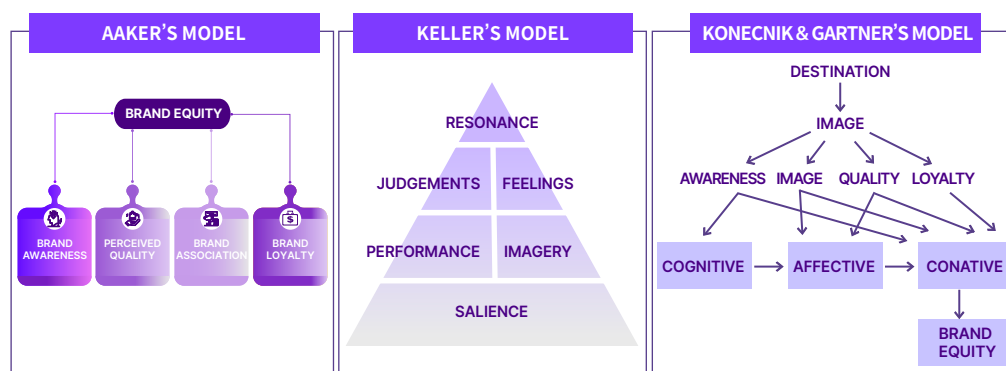 AAKER'S MODEL
BRAND EQUITY
BRAND
AWARENESS
PERCEIVED
QUALITY
BRAND
ASSOCIATION
BRAND
LOYALTY
KELLER'S MODEL
RESONANCE
JUDGEMENTS FEELINGS
PERFORMANCE IMAGERY
SALIENCE
KONECNIK & GARTNER'S MODEL
DESTINATION
IMAGE
AWARENESS IMAGE QUALITY LOYALTY
COGNITIVE AFFECTIVE CONATIVE
BRAND
EQUITY